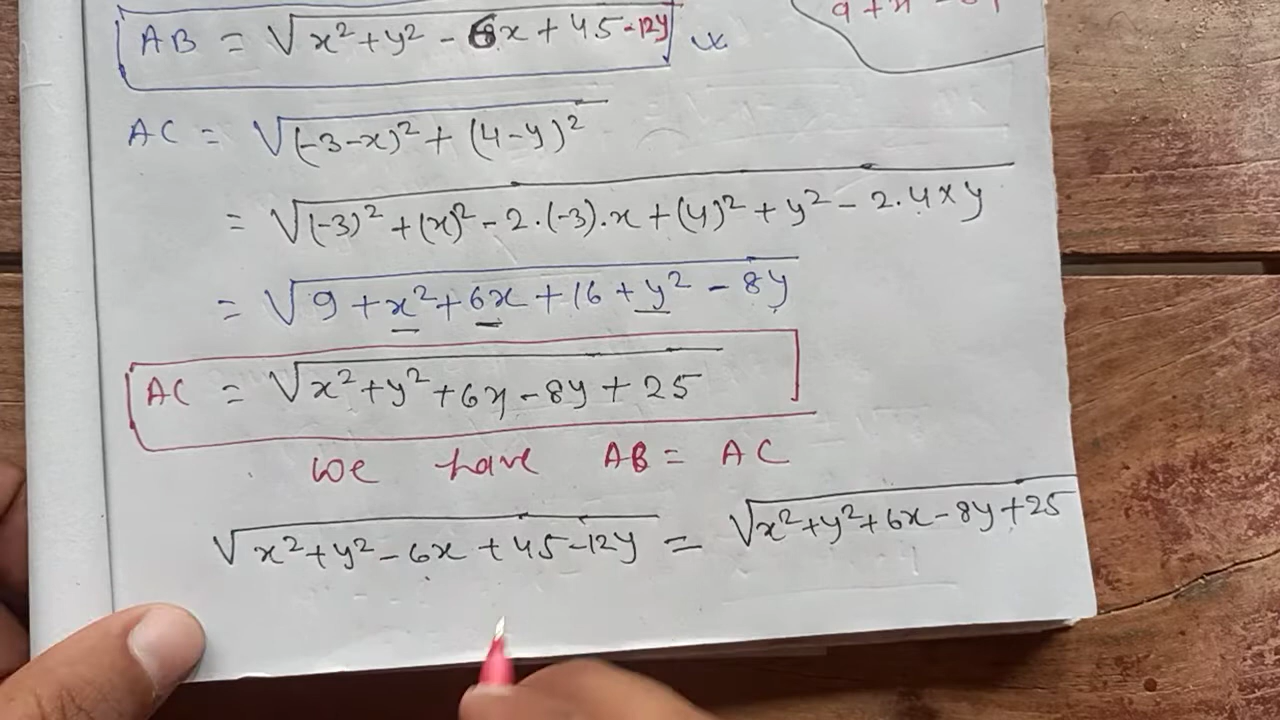 AB = √x²+y² - 6x + 45 -12y
AC = √(-3-x)² + (4-y)²
= √(-3)² + (x)² - 2·(-3).x + (4)² + y² - 2.4×y
= √9 + x² + 6x + 16 + y² - 8y
AC = √x² + y² + 6x - 8y + 25
We have AB = AC
√x² + y² - 6x + 45 -12y = √x² + y² + 6x - 8y + 25